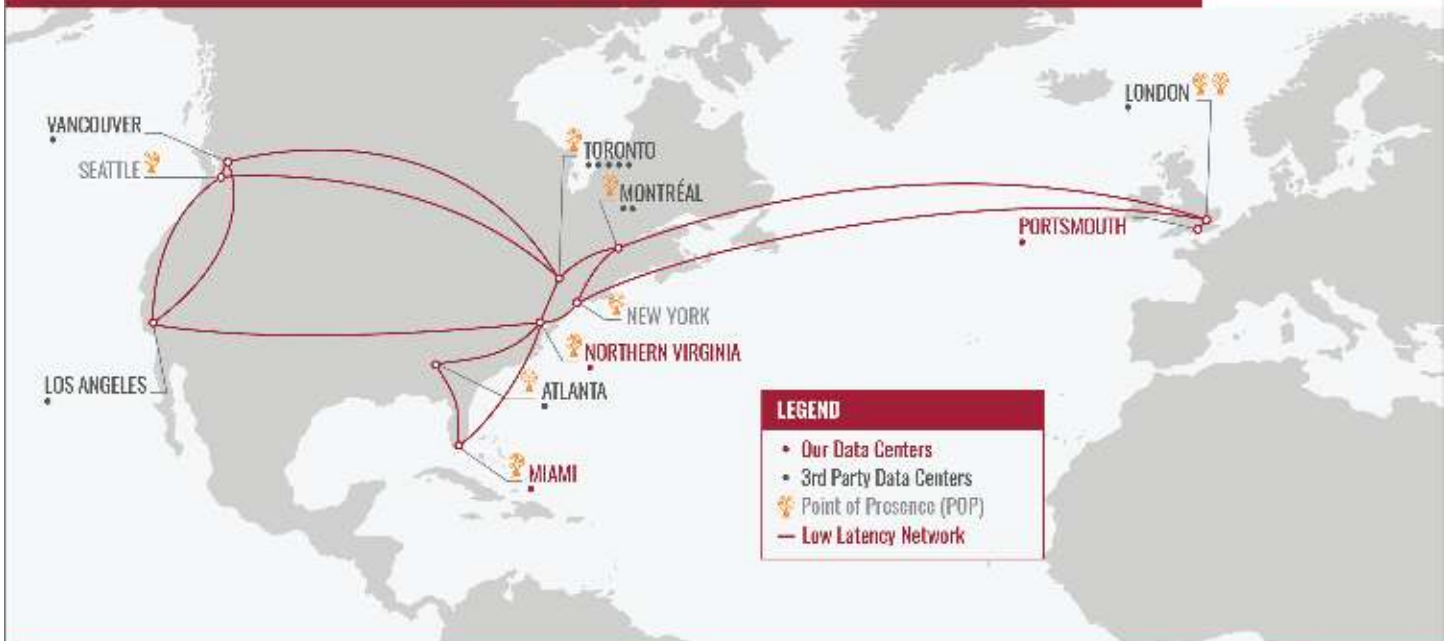 LONDON
VANCOUVER
SEATTLE
TORONTO
MONTRÉAL
PORTSMOUTH
NEW YORK
NORTHERN VIRGINIA
LOS ANGELES
ATLANTA
MIAMI
LEGEND
Our Data Centers
3rd Party Data Centers
Point of Presence (POP)
Low Latency Network